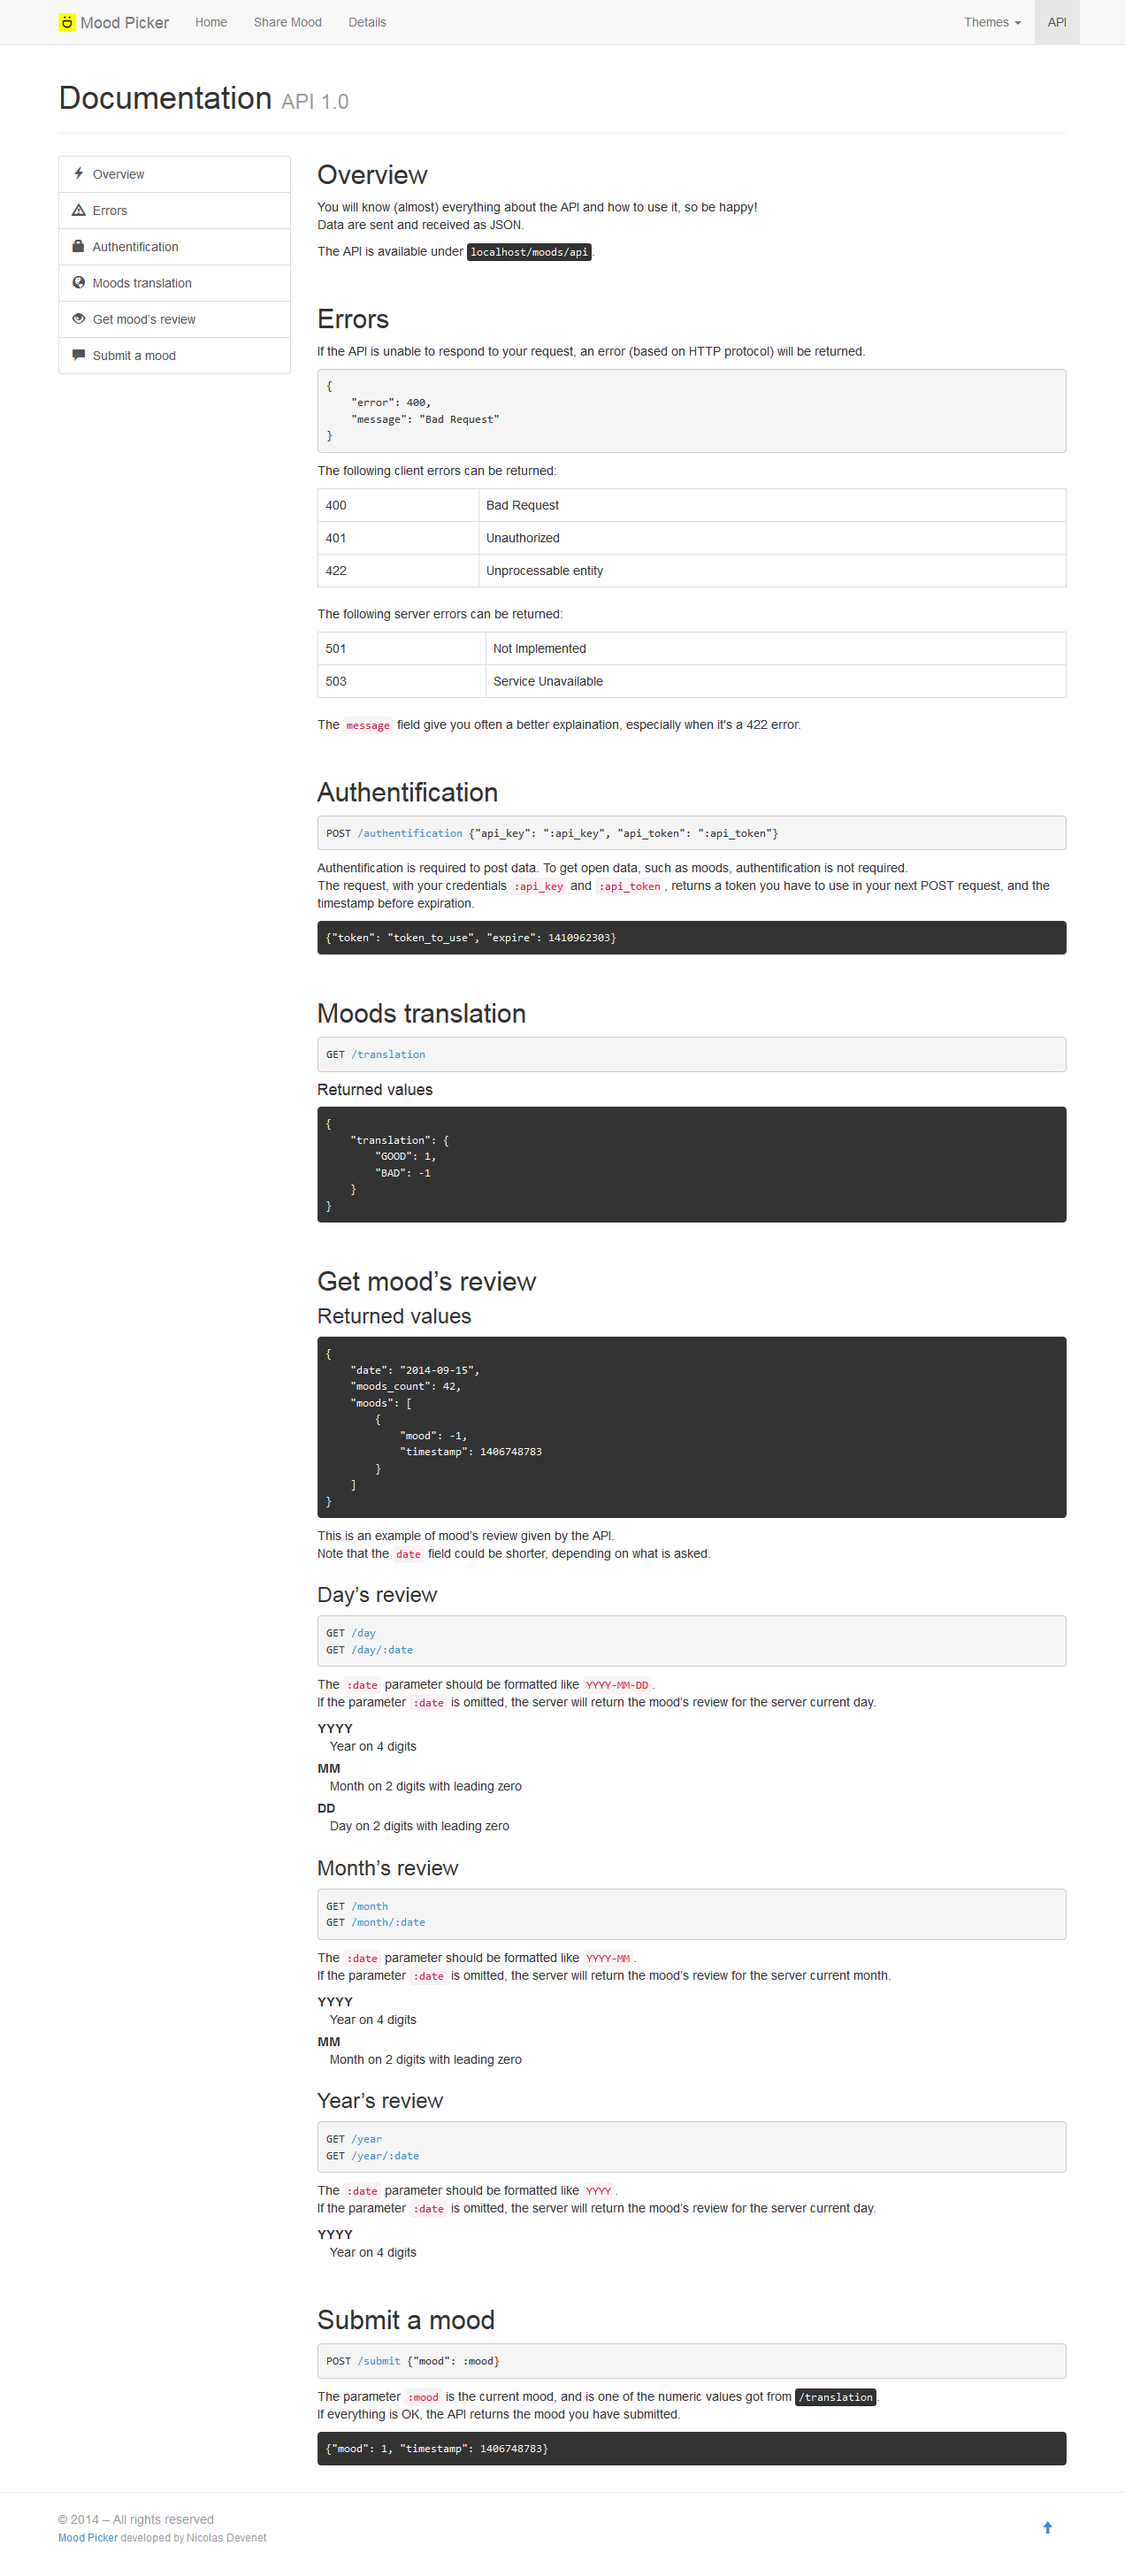 Mood Picker Home Share Mood Details Themes API
Documentation API 1.0
Overview
Errors
Authentification
Moods translation
Get mood’s review
Submit a mood
Overview
You will know (almost) everything about the API and how to use it, so be happy!
Data are sent and received as JSON.
The API is available under localhost/moods/api.
Errors
If the API is unable to respond to your request, an error (based on HTTP protocol) will be returned.
{
"error": 400,
"message": "Bad Request"
}
The following client errors can be returned:
400 Bad Request
401 Unauthorized
422 Unprocessable entity
The following server errors can be returned:
501 Not Implemented
503 Service Unavailable
The message field give you often a better explaination, especially when it's a 422 error.
Authentification
POST /authentification {"api_key": ":api_key", "api_token": ":api_token"}
Authentification is required to post data. To get open data, such as moods, authentification is not required.
The request, with your credentials :api_key and :api_token, returns a token you have to use in your next POST request, and the
timestamp before expiration.
{"token": "token_to_use", "expire": 1410962303}
Moods translation
GET /translation
Returned values
{
"translation": {
"GOOD": 1,
"BAD": -1
}
}
Get mood’s review
Returned values
{
"date": "2014-09-15",
"moods_count": 42,
"moods": [
{
"mood": -1,
"timestamp": 1406748783
}
]
}
This is an example of mood’s review given by the API.
Note that the date field could be shorter, depending on what is asked.
Day’s review
GET /day
GET /day/:date
The :date parameter should be formatted like YYYY-MM-DD.
If the parameter :date is omitted, the server will return the mood’s review for the server current day.
YYYY
Year on 4 digits
MM
Month on 2 digits with leading zero
DD
Day on 2 digits with leading zero
Month’s review
GET /month
GET /month/:date
The :date parameter should be formatted like YYYY-MM.
If the parameter :date is omitted, the server will return the mood’s review for the server current month.
YYYY
Year on 4 digits
MM
Month on 2 digits with leading zero
Year’s review
GET /year
GET /year/:date
The :date parameter should be formatted like YYYY.
If the parameter :date is omitted, the server will return the mood’s review for the server current day.
YYYY
Year on 4 digits
Submit a mood
POST /submit {"mood": :mood}
The parameter :mood is the current mood, and is one of the numeric values got from /translation.
If everything is OK, the API returns the mood you have submitted.
{"mood": 1, "timestamp": 1406748783}
© 2014 – All rights reserved
Mood Picker developed by Nicolas Devenet